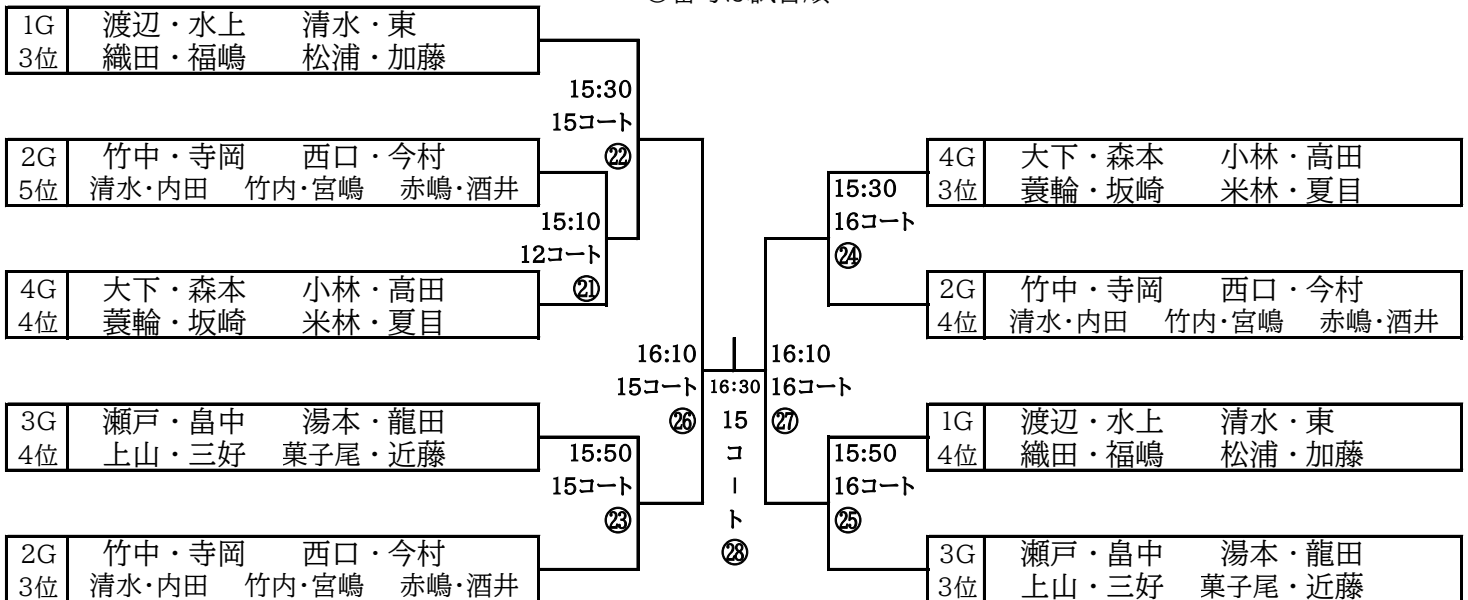 1G 渡辺・水上 清水・東
3位 織田・福嶋 松浦・加藤
15:30
15コート
㉒
2G 竹中・寺岡 西口・今村
5位 清水・内田 竹内・宮嶋 赤嶋・酒井
15:10
12コート
㉑
4G 大下・森本 小林・高田
4位 蓑輪・坂崎 米林・夏目
16:10
15コート
㉖
3G 瀬戸・畠中 湯本・龍田
4位 上山・三好 菓子尾・近藤
15:50
15コート
㉓
2G 竹中・寺岡 西口・今村
3位 清水・内田 竹内・宮嶋 赤嶋・酒井
16:30
15
コ
ー
ト
㉘
4G 大下・森本 小林・高田
3位 蓑輪・坂崎 米林・夏目
15:30
16コート
㉔
2G 竹中・寺岡 西口・今村
4位 清水・内田 竹内・宮嶋 赤嶋・酒井
16:10
16コート
㉗
1G 渡辺・水上 清水・東
4位 織田・福嶋 松浦・加藤
15:50
16コート
㉕
3G 瀬戸・畠中 湯本・龍田
3位 上山・三好 菓子尾・近藤